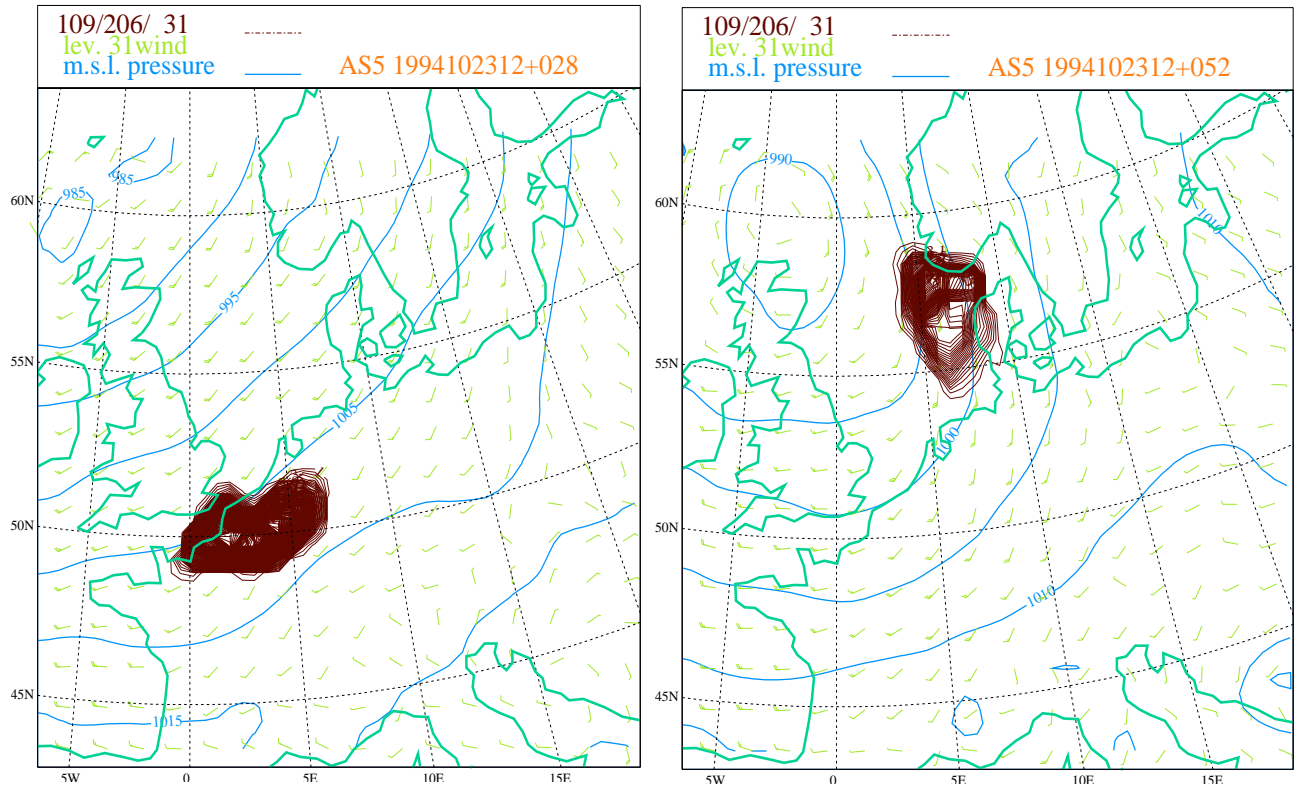 109/206/ 31
lev. 31wind
m.s.l. pressure
AS5 1994102312+028
985
985
995
1005
1015
60N
55N
50N
45N
5W
0
5E
10E
15E
109/206/ 31
lev. 31wind
m.s.l. pressure
AS5 1994102312+052
990
1010
1000
1010
60N
55N
50N
45N
5W
0
5E
10E
15E